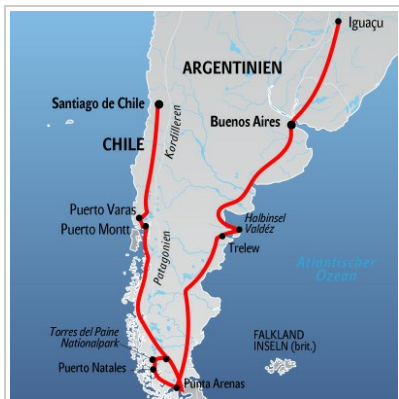 Iguaçu
ARGENTINIEN
Santiago de Chile
Kordilleren
Buenos Aires
CHILE
Puerto Varas
Puerto Montt
Halbinsel
Valdéz
Trelew
Patagonien
Atlantischer
Ozean
Torres del Paine
Nationalpark
FALKLAND
INSELN (brit.)
Puerto Natales
Punta Arenas